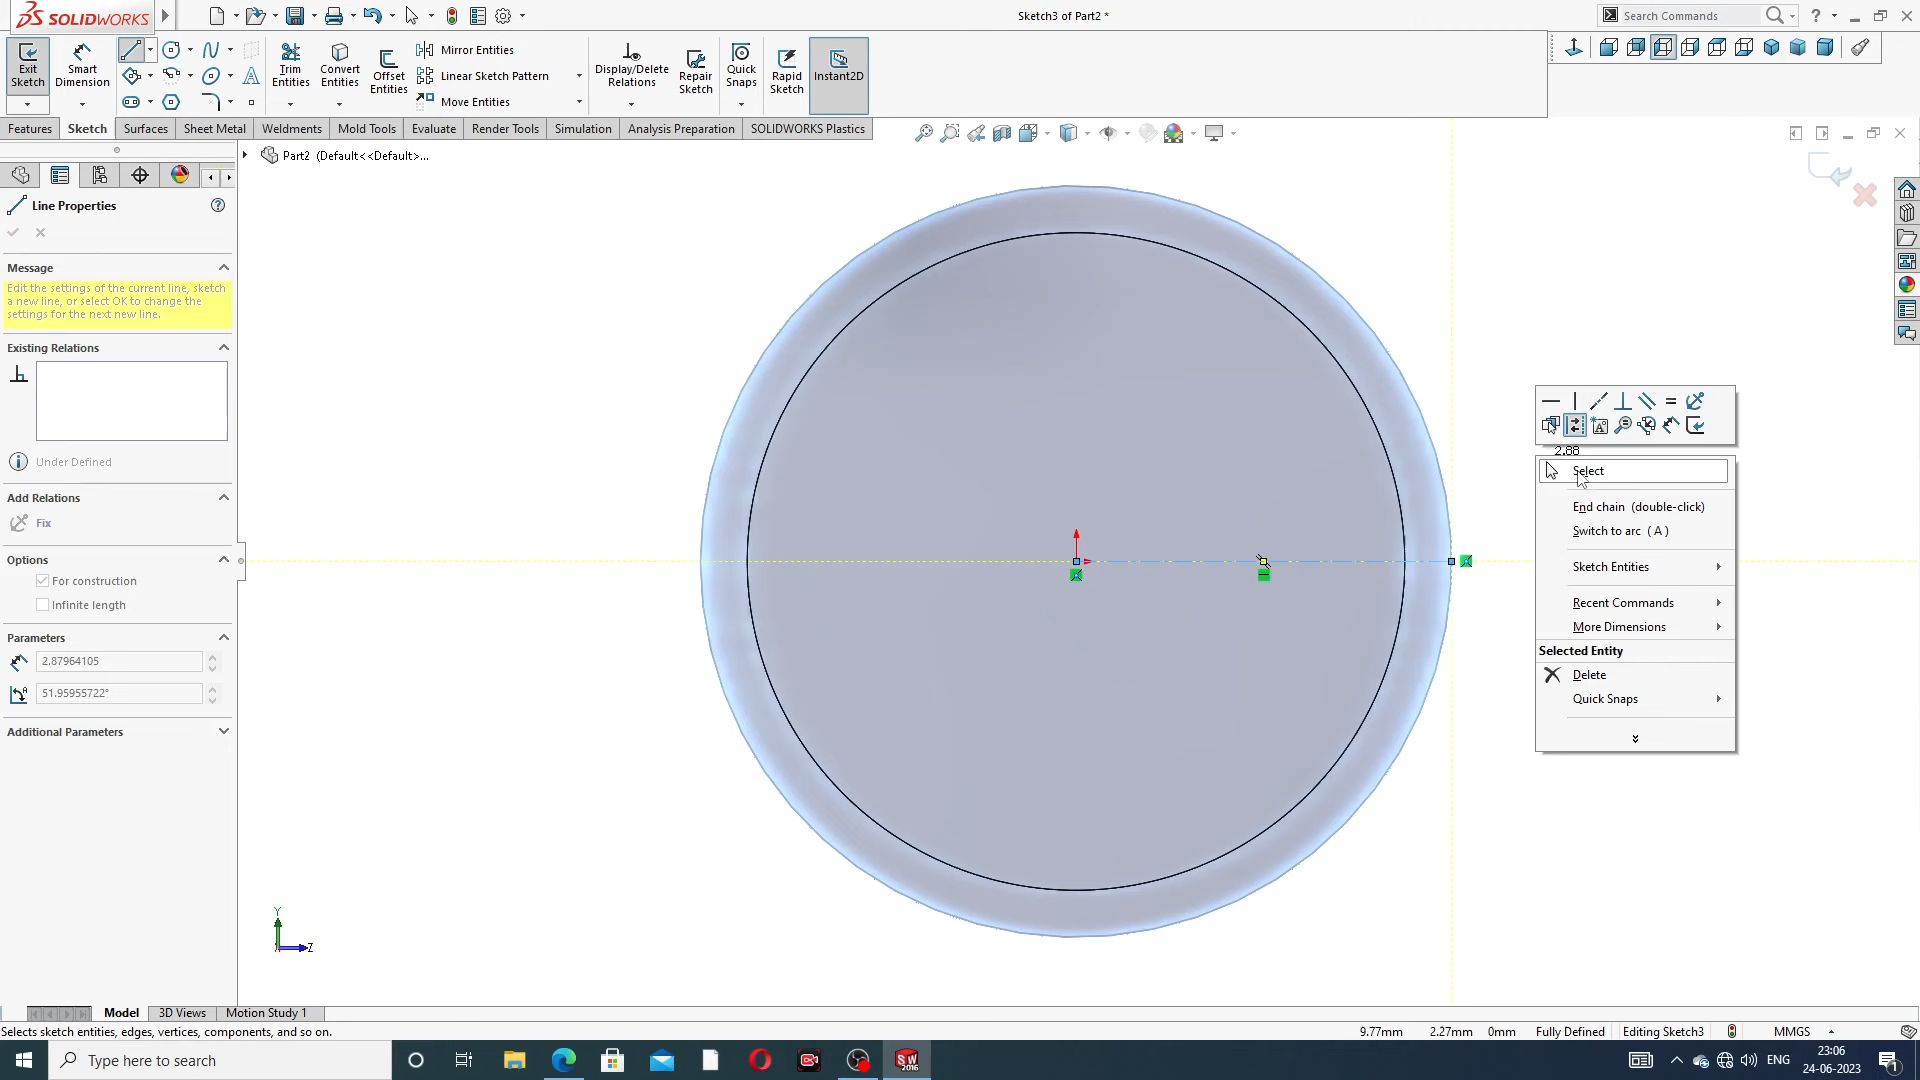 SOLIDWORKS
Sketch3 of Part2 *
Search Commands
Exit Sketch
Smart Dimension
Trim Entities
Convert Entities
Offset Entities
Mirror Entities
Linear Sketch Pattern
Move Entities
Display/Delete Relations
Repair Sketch
Quick Snaps
Rapid Sketch
Instant2D
Features
Sketch
Surfaces
Sheet Metal
Weldments
Mold Tools
Evaluate
Render Tools
Simulation
Analysis Preparation
SOLIDWORKS Plastics
Part2 (Default<<Default>...
Line Properties
Message
Edit the settings of the current line, sketch
a new line, or select OK to change the
settings for the next new line.
Existing Relations
Under Defined
Add Relations
Fix
Options
For construction
Infinite length
Parameters
2.87964105
51.95955722°
Additional Parameters
2.88
Select
End chain (double-click)
Switch to arc ( A )
Sketch Entities
Recent Commands
More Dimensions
Selected Entity
Delete
Quick Snaps
Y
Z
Model
3D Views
Motion Study 1
Selects sketch entities, edges, vertices, components, and so on.
9.77mm
2.27mm
0mm
Fully Defined
Editing Sketch3
MMGS
Type here to search
SW
2016
ENG
23:06
24-06-2023
1